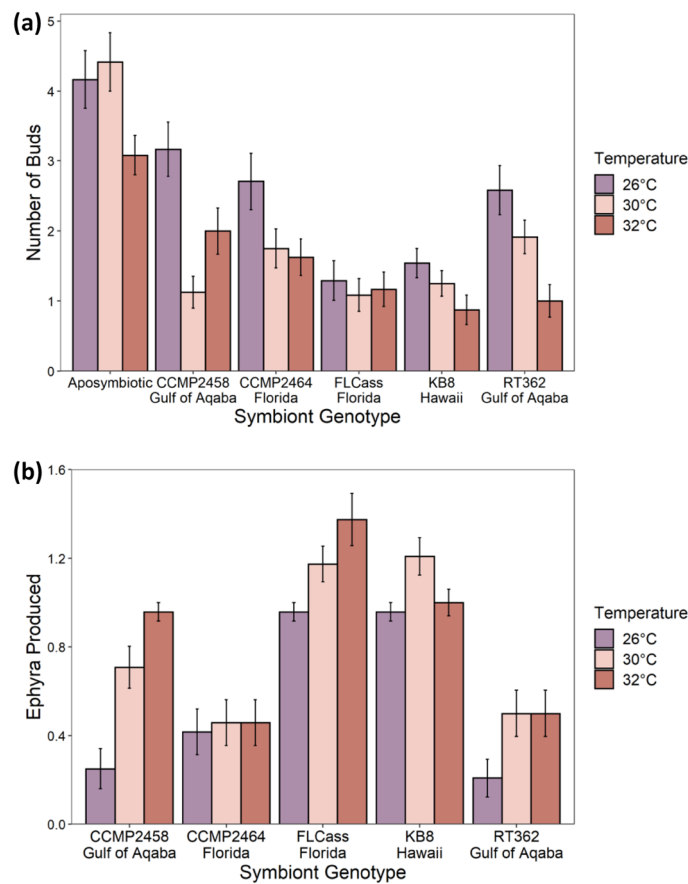 (a)
5
4
3
2
1
0
Number of Buds
Aposymbiotic
CCMP2458
Gulf of Aqaba
CCMP2464
Florida
FLCass
Florida
KB8
Hawaii
RT362
Gulf of Aqaba
Symbiont Genotype
Temperature
26°C
30°C
32°C
(b)
1.6
1.2
0.8
0.4
0.0
Ephyra Produced
CCMP2458
Gulf of Aqaba
CCMP2464
Florida
FLCass
Florida
KB8
Hawaii
RT362
Gulf of Aqaba
Symbiont Genotype
Temperature
26°C
30°C
32°C